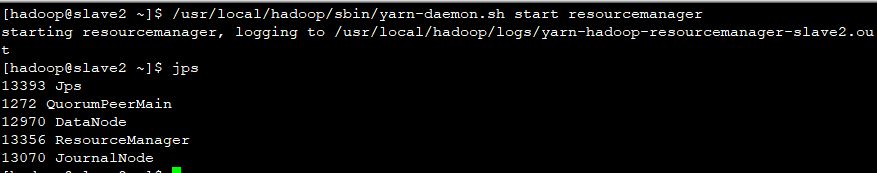 [hadoop@slave2 ~]$ /usr/local/hadoop/sbin/yarn-daemon.sh start resourcemanager
starting resourcemanager, logging to /usr/local/hadoop/logs/yarn-hadoop-resourcemanager-slave2.ou
t
[hadoop@slave2 ~]$ jps
13393 Jps
1272 QuorumPeerMain
12970 DataNode
13356 ResourceManager
13070 JournalNode
[hadoop@slave2 ~]$